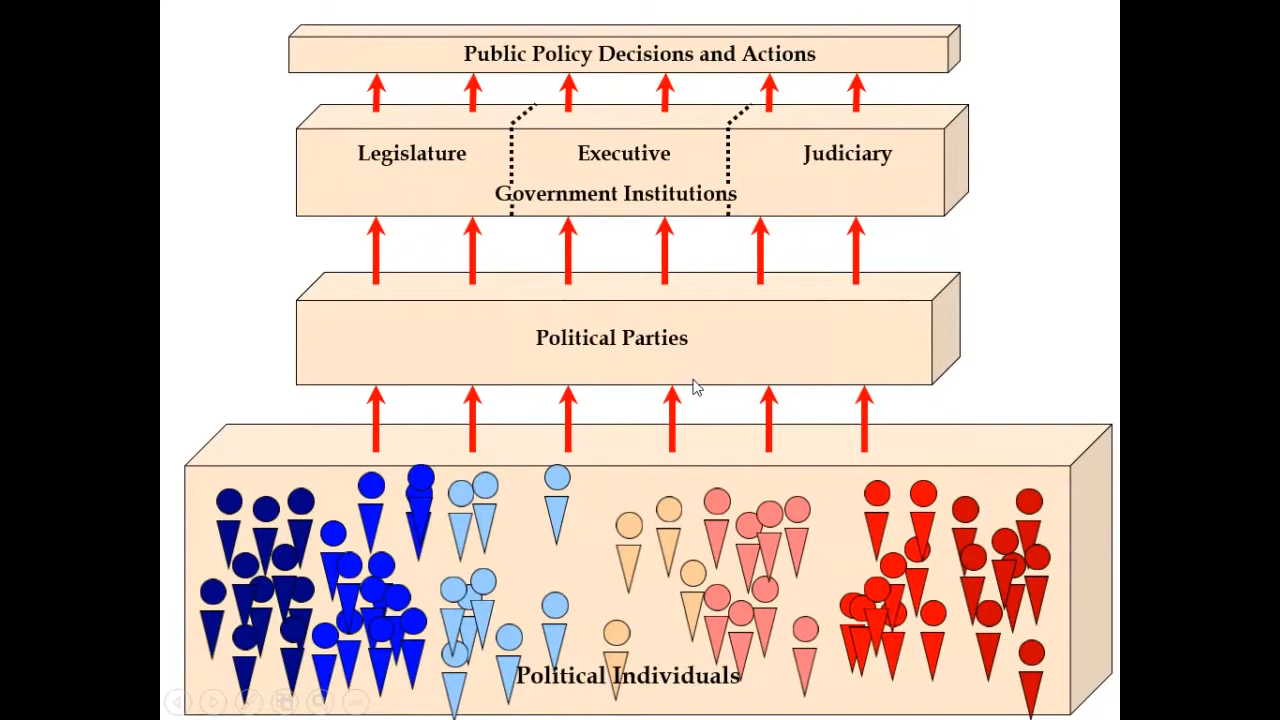 Public Policy Decisions and Actions
Legislature Executive Judiciary
Government Institutions
Political Parties
Political Individuals